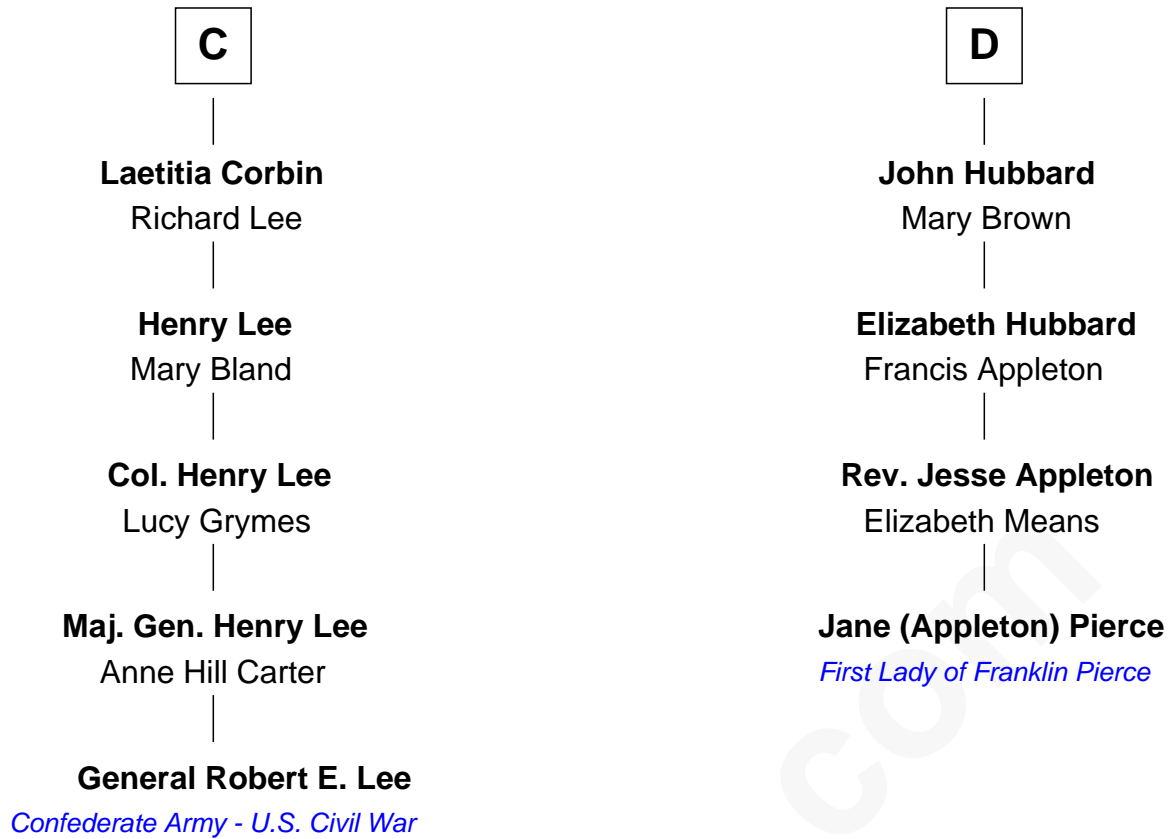 C
Laetitia Corbin
Richard Lee
Henry Lee
Mary Bland
Col. Henry Lee
Lucy Grymes
Maj. Gen. Henry Lee
Anne Hill Carter
General Robert E. Lee
Confederate Army - U.S. Civil War
D
John Hubbard
Mary Brown
Elizabeth Hubbard
Francis Appleton
Rev. Jesse Appleton
Elizabeth Means
Jane (Appleton) Pierce
First Lady of Franklin Pierce
com